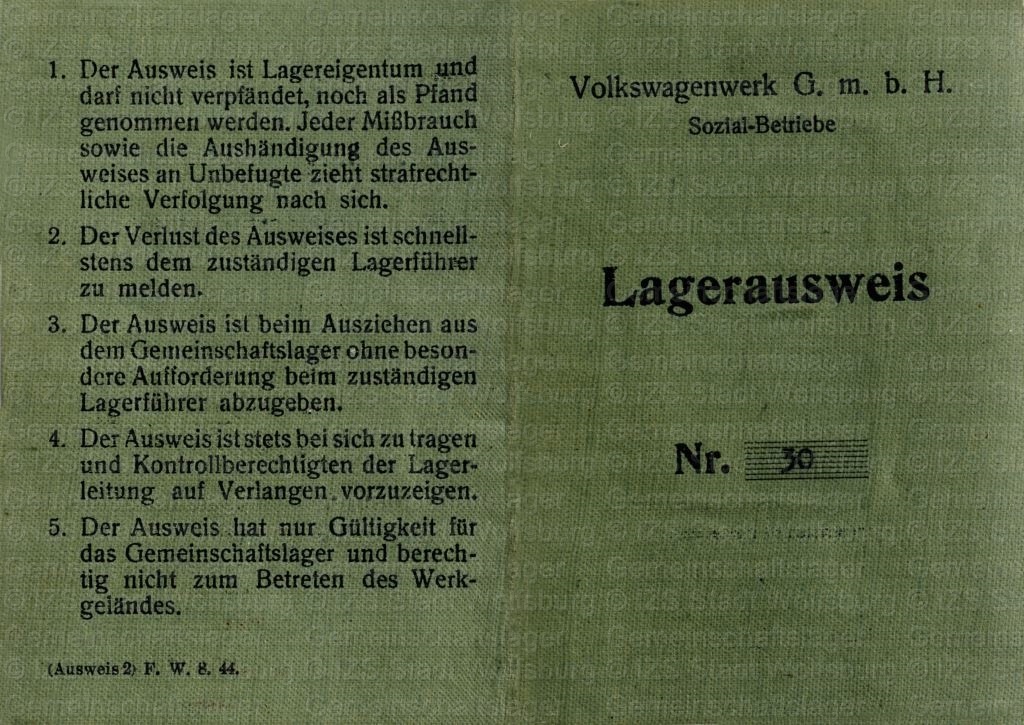 1. Der Ausweis ist Lagereigentum und
darf nicht verpfändet, noch als Pfand
genommen werden. Jeder Mißbrauch
sowie die Aushändigung des Aus-
weises an Unbefugte zieht strafrecht-
liche Verfolgung nach sich.
2. Der Verlust des Ausweises ist schnell-
stens dem zuständigen Lagerführer
zu melden.
3. Der Ausweis ist beim Ausziehen aus
dem Gemeinschaftslager ohne beson-
dere Aufforderung beim zuständigen
Lagerführer abzugeben.
4. Der Ausweis ist stets bei sich zu tragen
und Kontrollberechtigten der Lager-
leitung auf Verlangen vorzuzeigen.
5. Der Ausweis hat nur Gültigkeit für
das Gemeinschaftslager und berech-
tig nicht zum Betreten des Werk-
geländes.
(Ausweis 2) F. W. 8. 44.
Volkswagenwerk G. m. b. H.
Sozial-Betriebe
Lagerausweis
Nr. 30